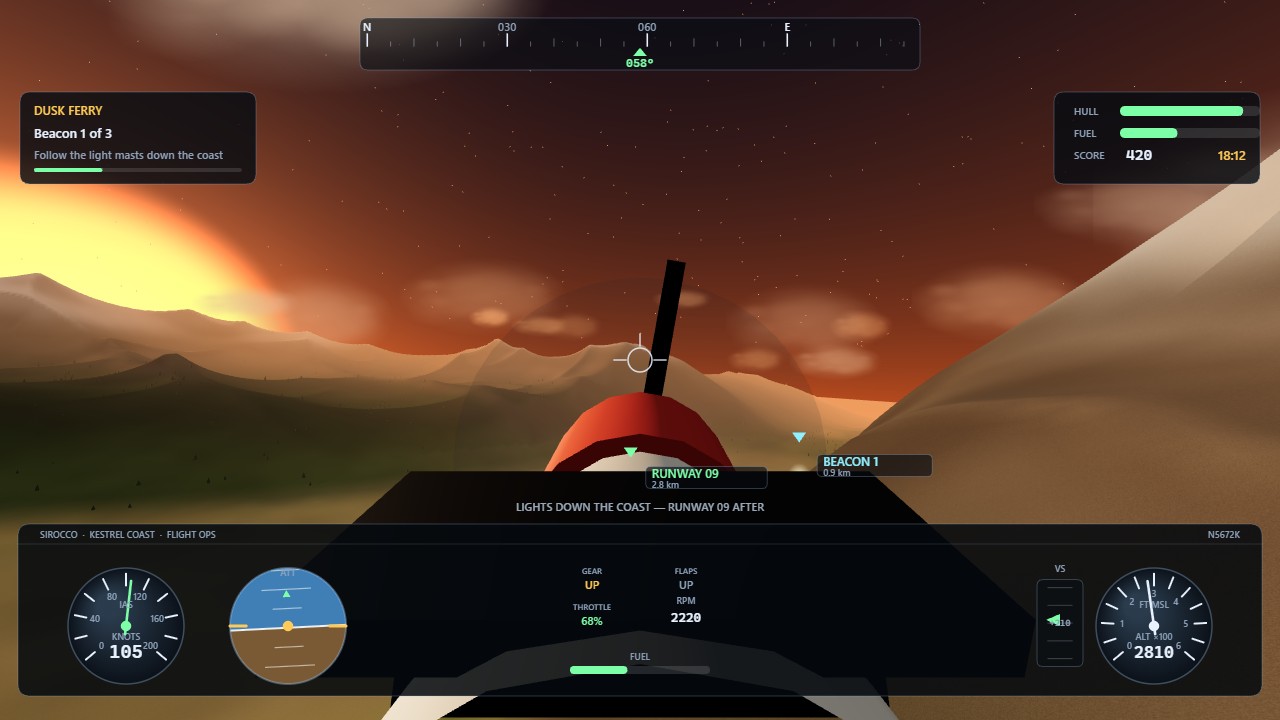 N 030 060 E
058°
DUSK FERRY
Beacon 1 of 3
Follow the light masts down the coast
HULL
FUEL
SCORE 420 18:12
BEACON 1
0.9 km
RUNWAY 09
2.8 km
LIGHTS DOWN THE COAST — RUNWAY 09 AFTER
SIROCCO · KESTREL COAST · FLIGHT OPS
N5672K
0 40 80 120 160 200
IAS
KNOTS
105
ATT
GEAR
UP
FLAPS
UP
THROTTLE
68%
RPM
2220
FUEL
VS
0 1 2 3 4 5 6
FT MSL
ALT ×100
2810